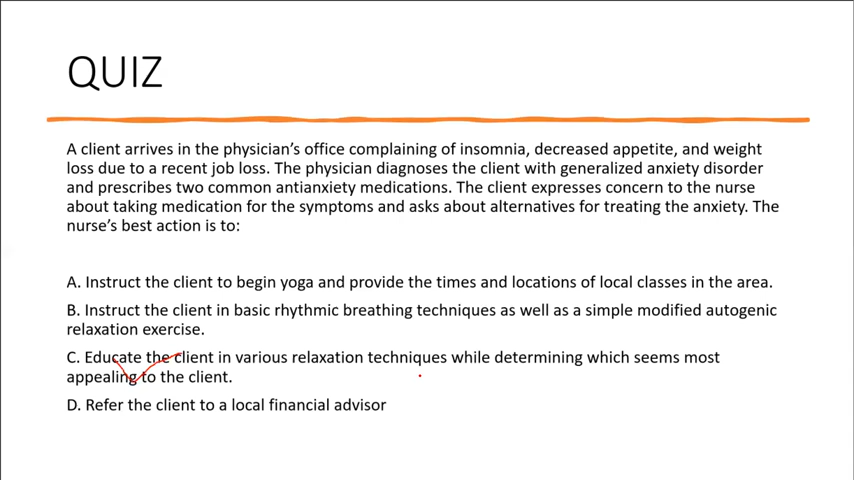 QUIZ
A client arrives in the physician's office complaining of insomnia, decreased appetite, and weight
loss due to a recent job loss. The physician diagnoses the client with generalized anxiety disorder
and prescribes two common antianxiety medications. The client expresses concern to the nurse
about taking medication for the symptoms and asks about alternatives for treating the anxiety. The
nurse's best action is to:
A. Instruct the client to begin yoga and provide the times and locations of local classes in the area.
B. Instruct the client in basic rhythmic breathing techniques as well as a simple modified autogenic
relaxation exercise.
C. Educate the client in various relaxation techniques while determining which seems most
appealing to the client.
D. Refer the client to a local financial advisor